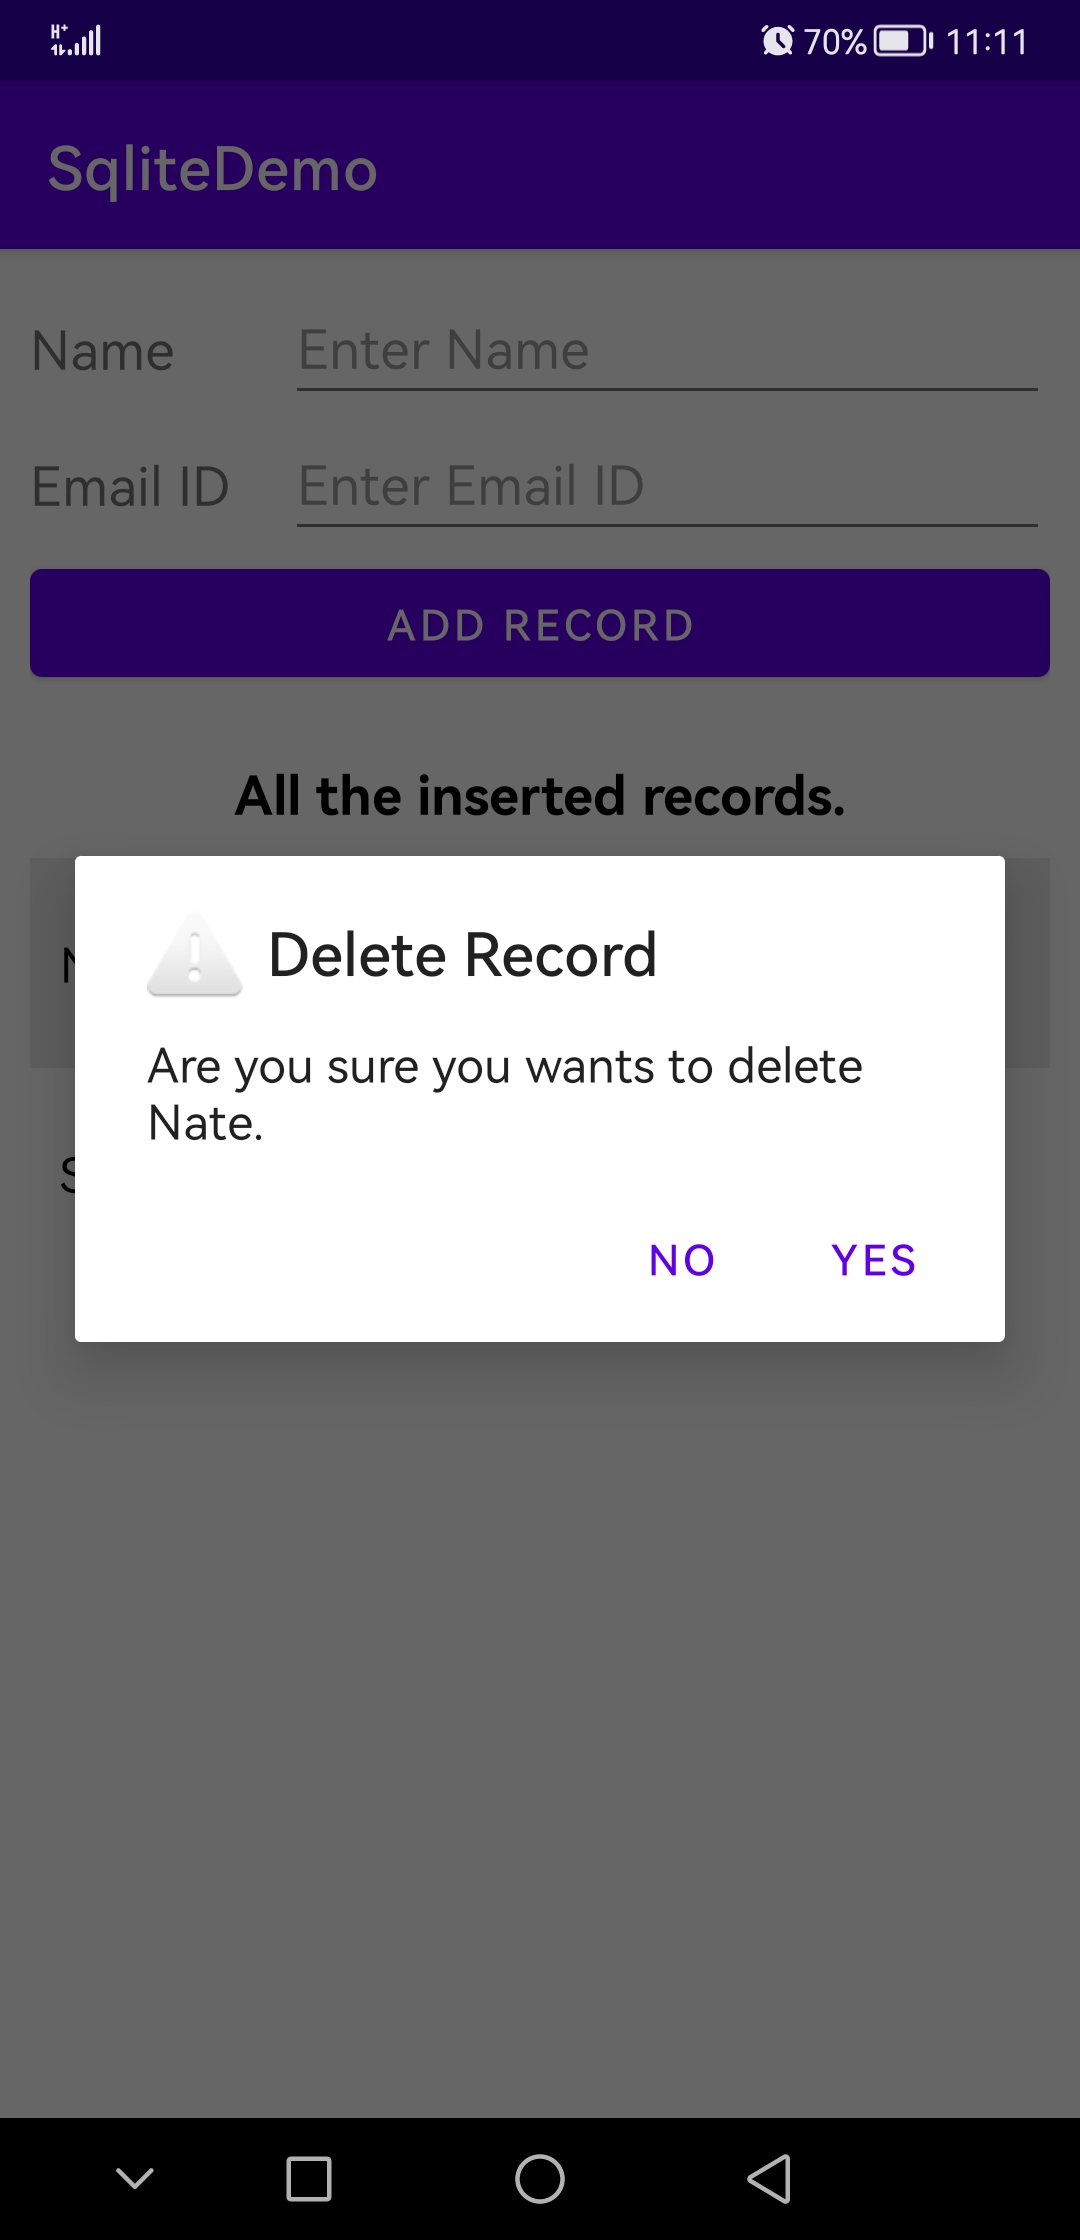 H+ 70% 11:11
SqliteDemo
Name Enter Name
Email ID Enter Email ID
ADD RECORD
All the inserted records.
Delete Record
Are you sure you wants to delete
Nate.
NO YES